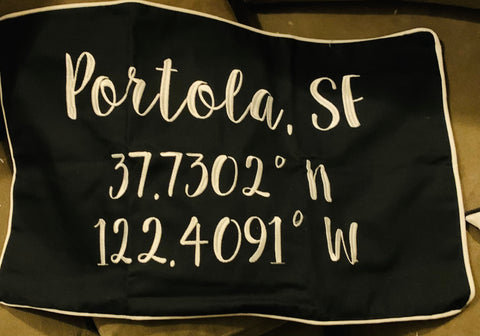 Portola, SF
37.7302° N
122.4091° W